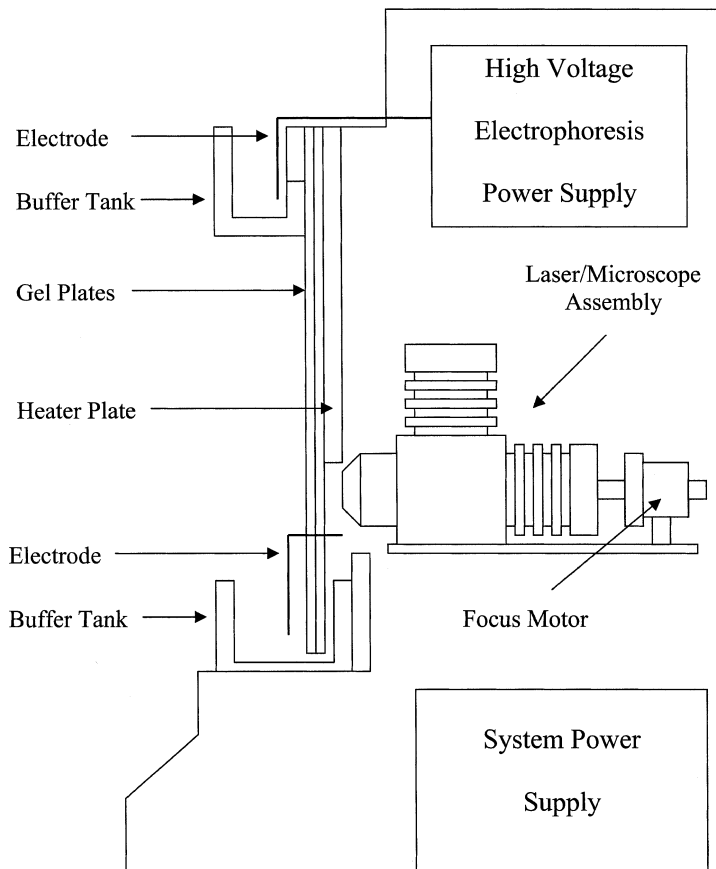 High Voltage
Electrophoresis
Power Supply
Electrode
Buffer Tank
Gel Plates
Laser/Microscope
Assembly
Heater Plate
Electrode
Buffer Tank
Focus Motor
System Power
Supply